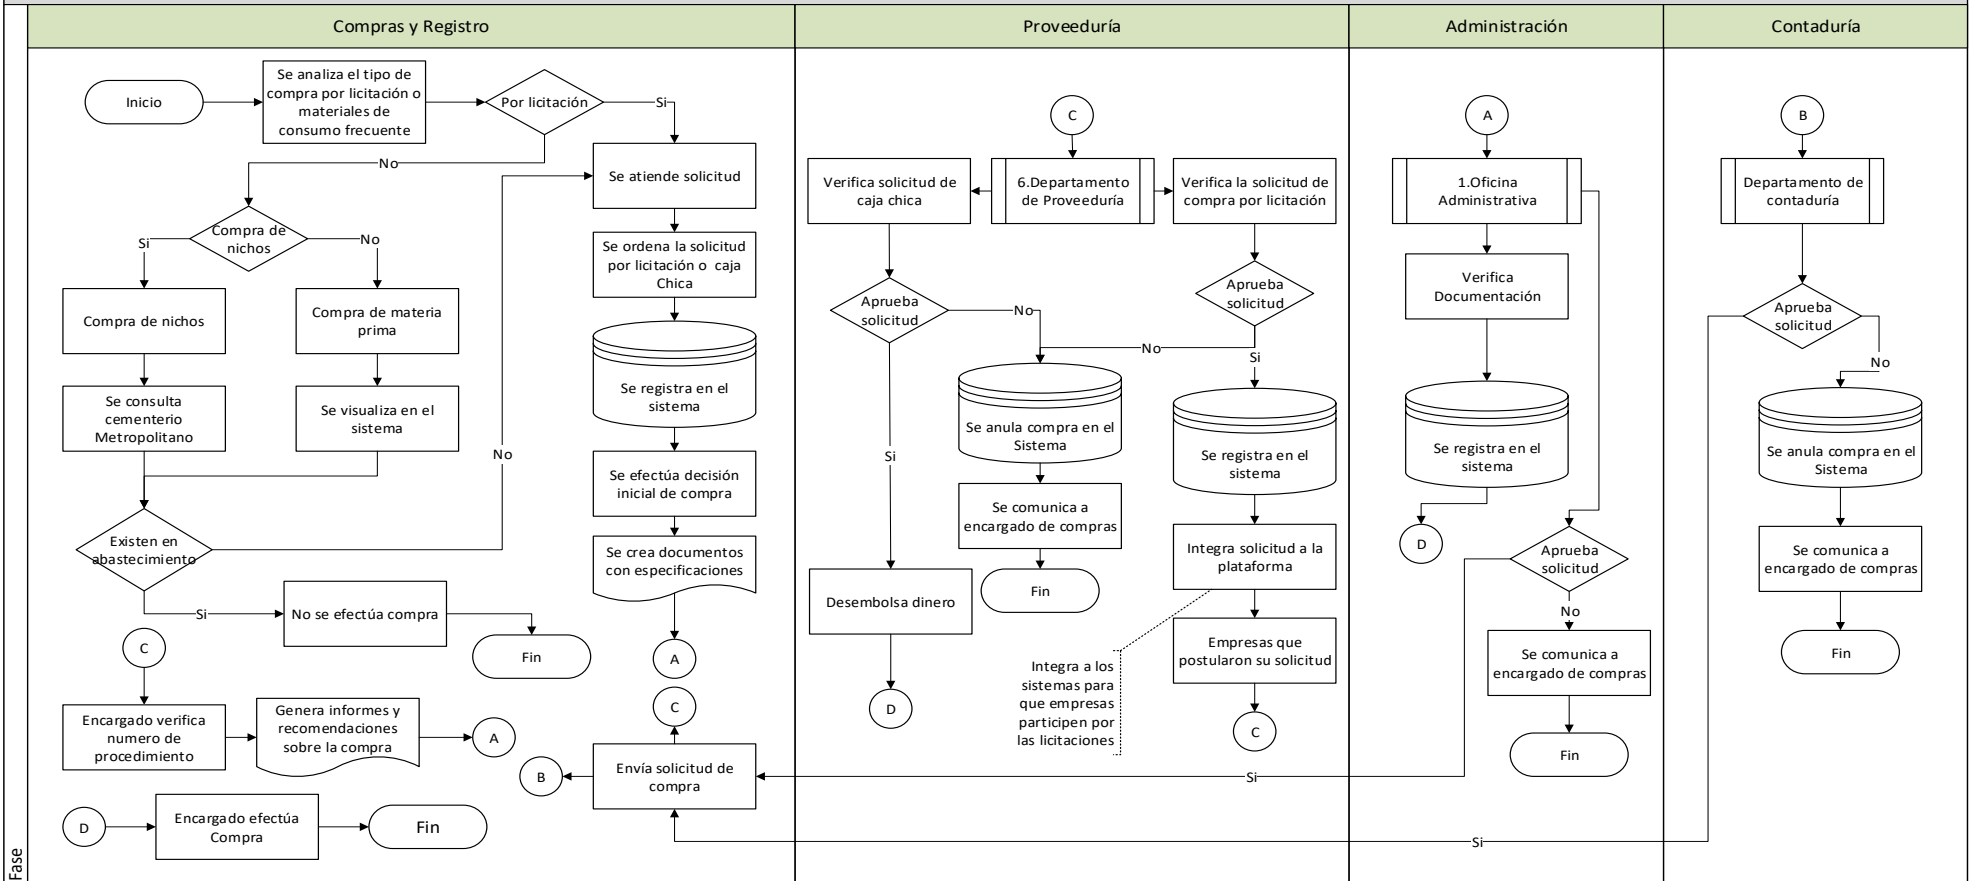 Compras y Registro
Proveeduría
Administración
Contaduría
Fase
Inicio
Se analiza el tipo de
compra por licitación o
materiales de
consumo frecuente
Por licitación
Si
No
Compra de
nichos
Si
No
Compra de nichos
Compra de materia
prima
Se consulta
cementerio
Metropolitano
Se visualiza en el
sistema
Existen en
abastecimiento
No
Si
No se efectúa compra
Fin
Se atiende solicitud
Se ordena la solicitud
por licitación o caja
Chica
Se registra en el
sistema
Se efectúa decisión
inicial de compra
Se crea documentos
con especificaciones
A
C
Encargado verifica
numero de
procedimiento
Genera informes y
recomendaciones
sobre la compra
A
C
B
Envía solicitud de
compra
D
Encargado efectúa
Compra
Fin
C
Verifica solicitud de
caja chica
6.Departamento
de Proveeduría
Verifica la solicitud de
compra por licitación
Aprueba
solicitud
No
Aprueba
solicitud
No
Si
Si
Se anula compra en el
Sistema
Se registra en el
sistema
Se comunica a
encargado de compras
Integra solicitud a la
plataforma
Desembolsa dinero
Fin
Empresas que
postularon su solicitud
Integra a los
sistemas para
que empresas
participen por
las licitaciones
D
C
A
1.Oficina
Administrativa
Verifica
Documentación
Se registra en el
sistema
D
Aprueba
solicitud
No
Se comunica a
encargado de compras
Fin
Si
B
Departamento de
contaduría
Aprueba
solicitud
No
Se anula compra en el
Sistema
Se comunica a
encargado de compras
Fin
Si